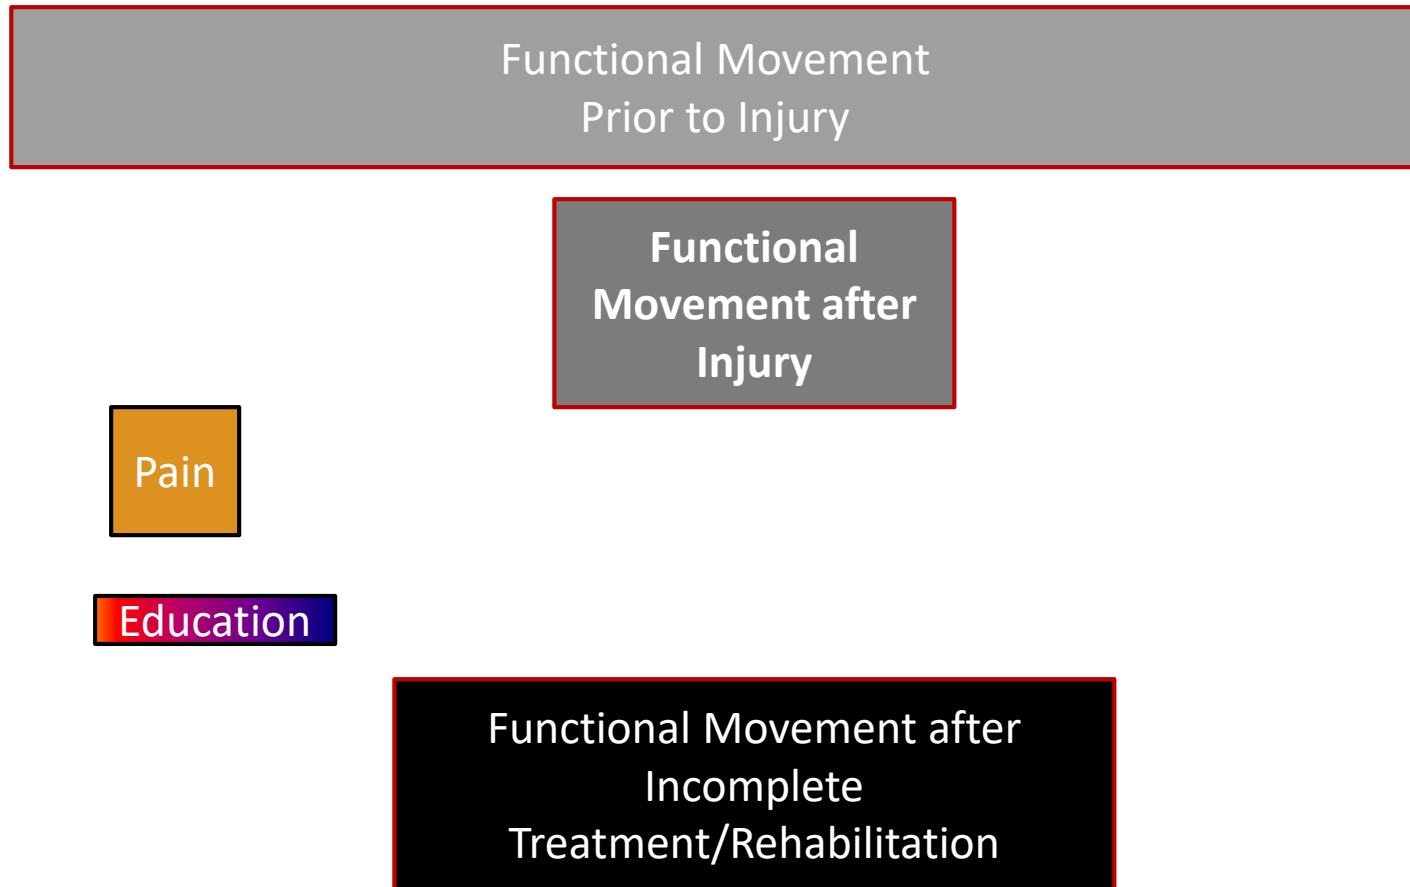 Functional Movement
Prior to Injury
Functional
Movement after
Injury
Pain
Education
Functional Movement after
Incomplete
Treatment/Rehabilitation